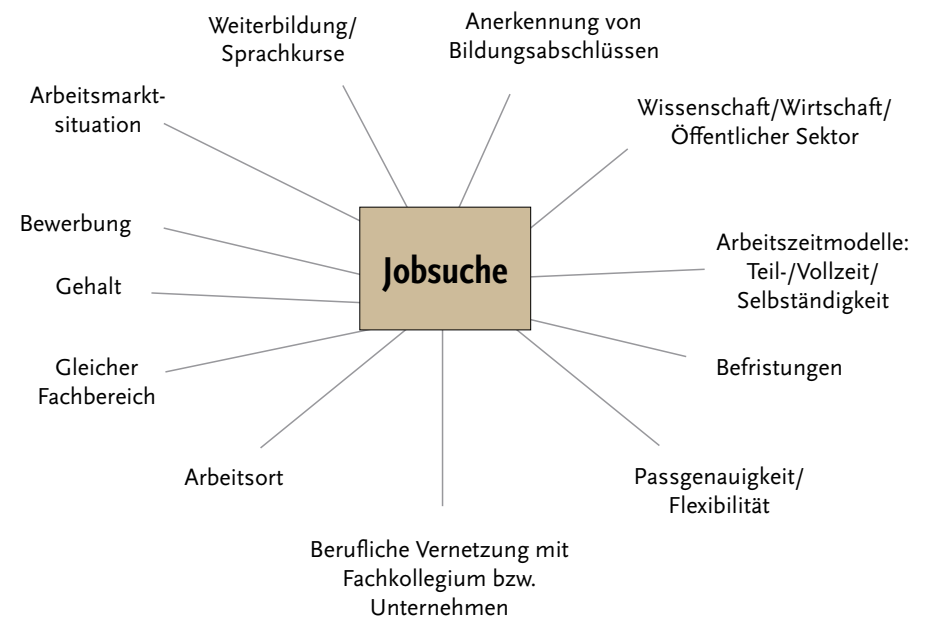 Weiterbildung/
Sprachkurse
Anerkennung von
Bildungsabschlüssen
Arbeitsmarkt-
situation
Wissenschaft/Wirtschaft/
Öffentlicher Sektor
Bewerbung
Jobsuche
Arbeitszeitmodelle:
Teil-/Vollzeit/
Selbständigkeit
Gehalt
Gleicher
Fachbereich
Befristungen
Arbeitsort
Passgenauigkeit/
Flexibilität
Berufliche Vernetzung mit
Fachkollegium bzw.
Unternehmen